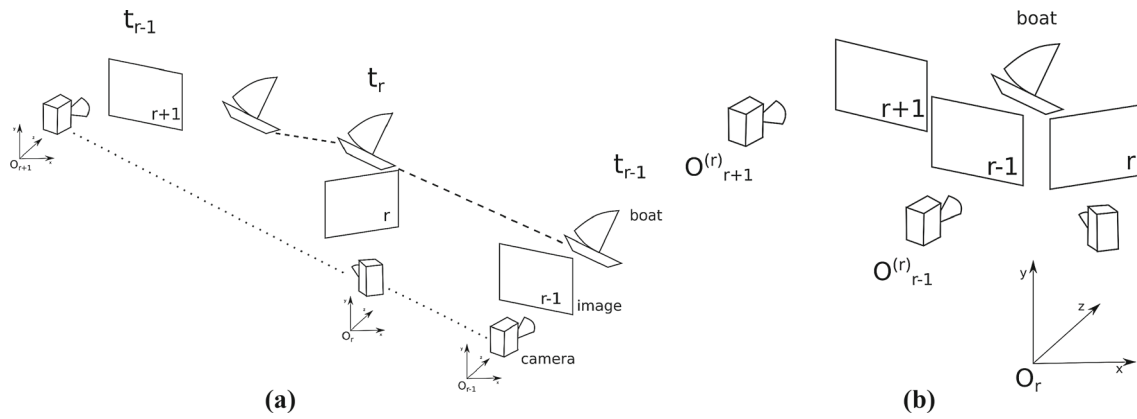 t_{r-1}
r+1
y
z
x
O_{r+1}
t_r
r
y
z
x
O_r
t_{r-1}
boat
r-1
image
camera
y
z
x
O_{r-1}
(a)
boat
r+1
r-1
r
O^{(r)}_{r+1}
O^{(r)}_{r-1}
y
z
x
O_r
(b)